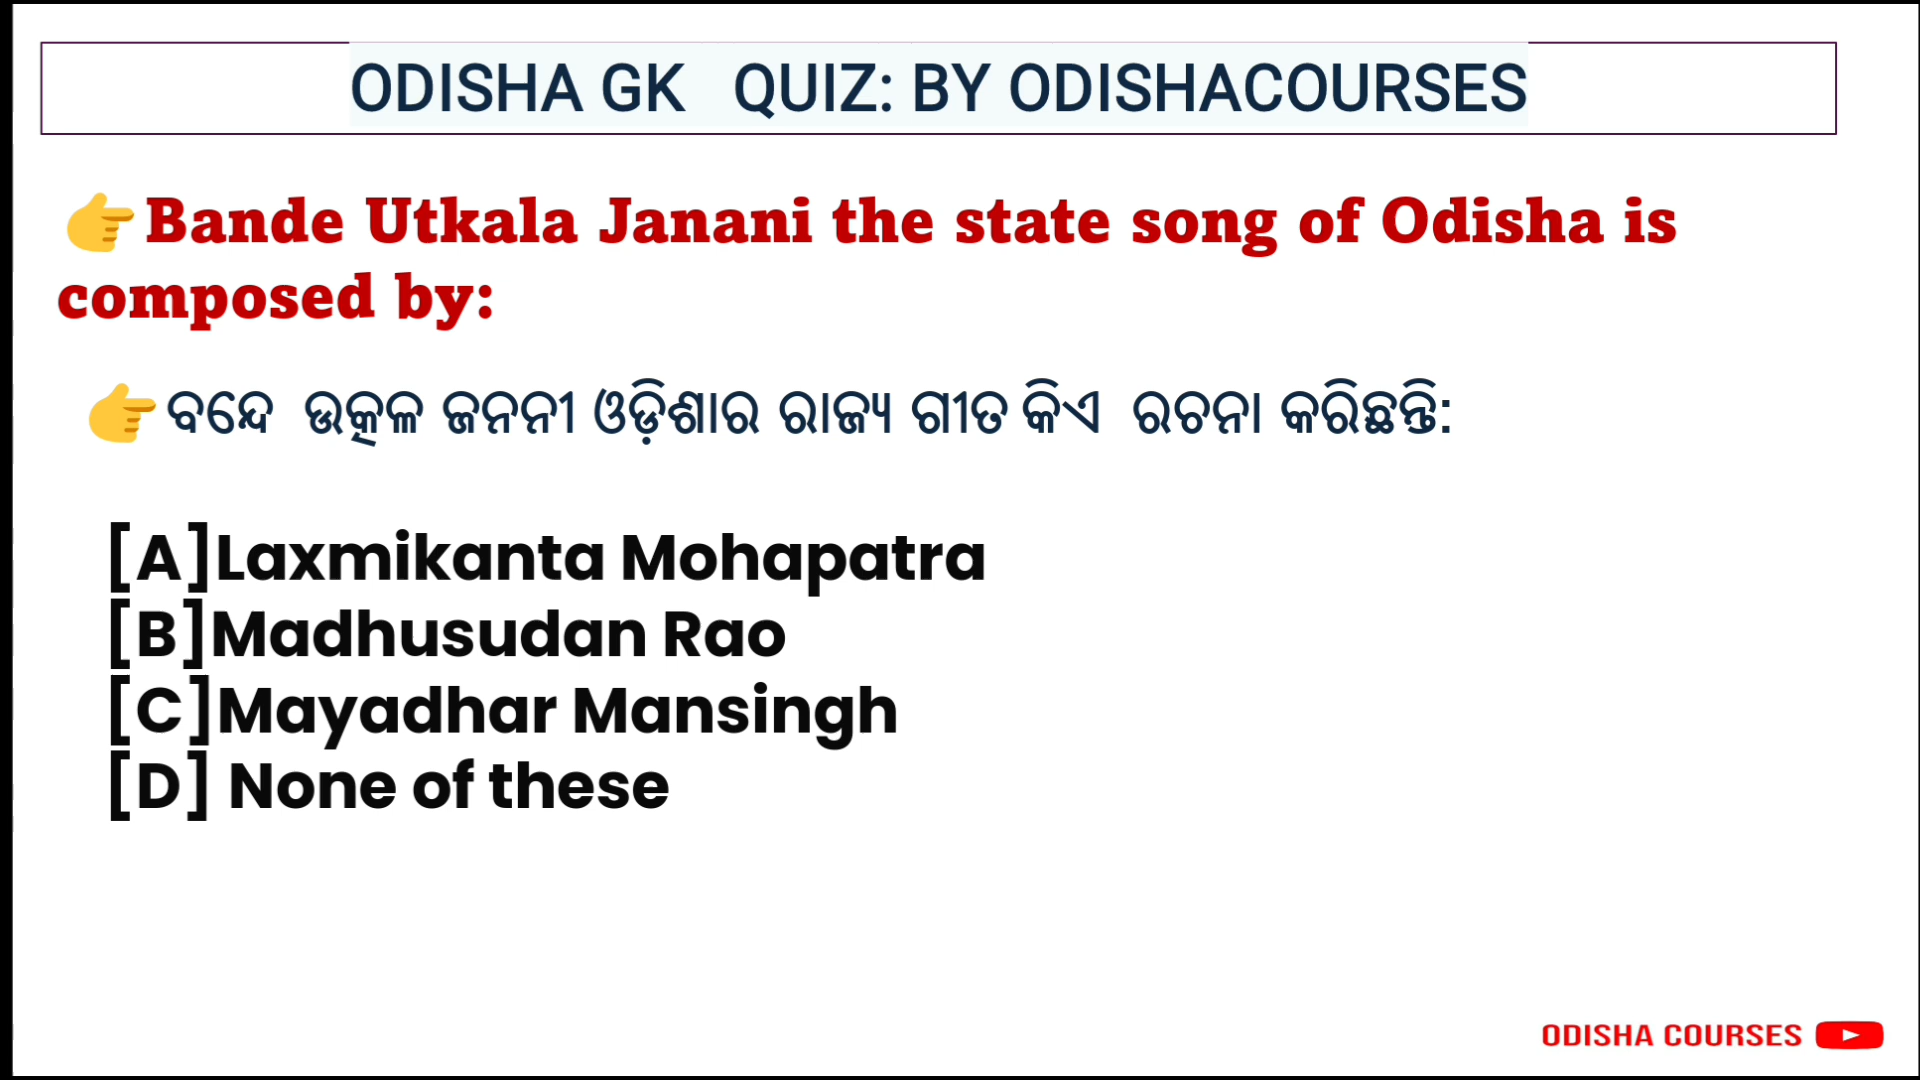 ODISHA GK QUIZ: BY ODISHACOURSES
👉Bande Utkala Janani the state song of Odisha is
composed by:
👉ବନ୍ଦେ ଉତ୍କଳ ଜନନୀ ଓଡ଼ିଶାର ରାଜ୍ୟ ଗୀତ କିଏ ରଚନା କରିଛନ୍ତି:
[A]Laxmikanta Mohapatra
[B]Madhusudan Rao
[C]Mayadhar Mansingh
[D] None of these
ODISHA COURSES